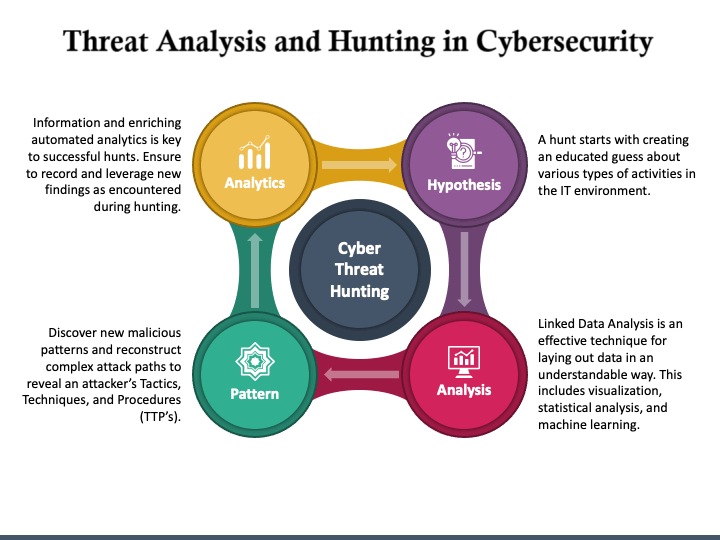 Threat Analysis and Hunting in Cybersecurity
Information and enriching
automated analytics is key
to successful hunts. Ensure
to record and leverage new
findings as encountered
during hunting.
Analytics
Hypothesis
A hunt starts with creating
an educated guess about
various types of activities in
the IT environment.
Cyber
Threat
Hunting
Discover new malicious
patterns and reconstruct
complex attack paths to
reveal an attacker's Tactics,
Techniques, and Procedures
(TTP's).
Pattern
Analysis
Linked Data Analysis is an
effective technique for
laying out data in an
understandable way. This
includes visualization,
statistical analysis, and
machine learning.